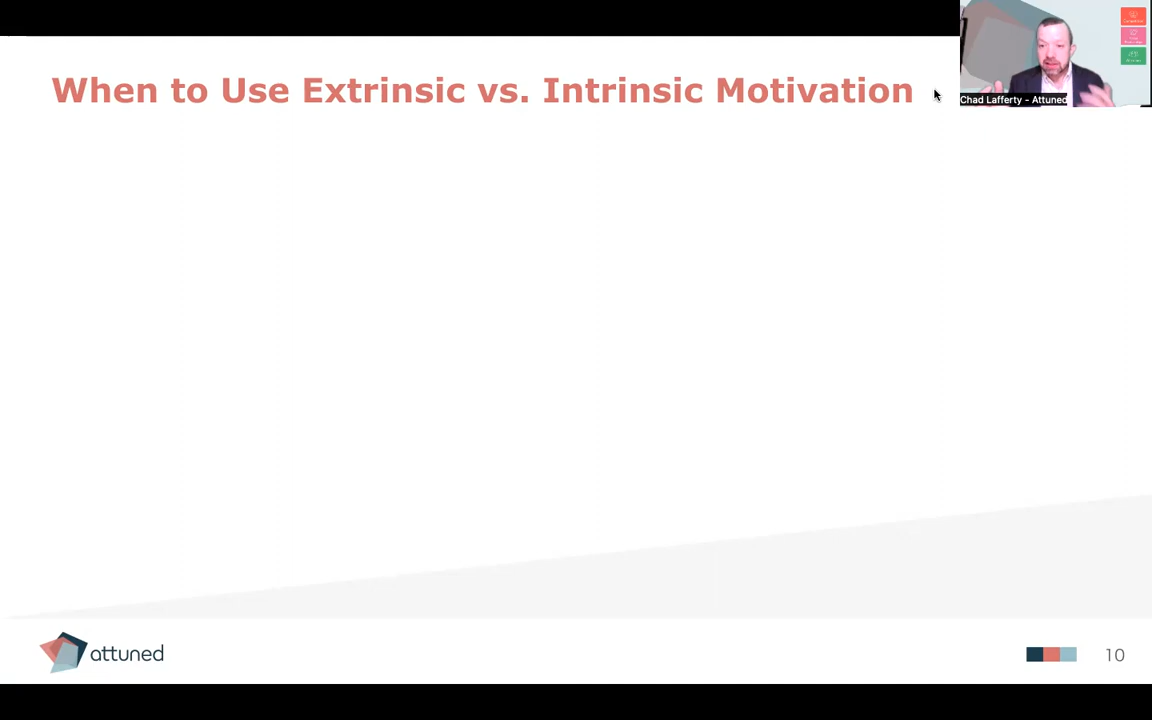 When to Use Extrinsic vs. Intrinsic Motivation
Chad Lafferty - Attuned
attuned
10